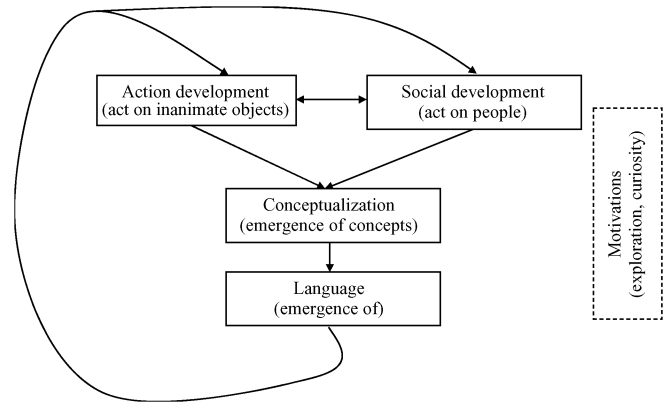 Action development
(act on inanimate objects)
Social development
(act on people)
Conceptualization
(emergence of concepts)
Language
(emergence of)
Motivations
(exploration, curiosity)